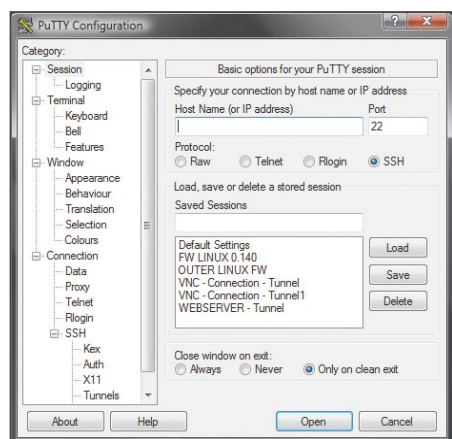 PuTTY Configuration
Category:
Session
Logging
Terminal
Keyboard
Bell
Features
Window
Appearance
Behaviour
Translation
Selection
Colours
Connection
Data
Proxy
Telnet
Rlogin
SSH
Kex
Auth
X11
Tunnels
Basic options for your PuTTY session
Specify your connection by host name or IP address
Host Name (or IP address) Port
22
Protocol:
Raw Telnet Rlogin SSH
Load, save or delete a stored session
Saved Sessions
Default Settings
FW LINUX 0.140
OUTER LINUX FW
VNC - Connection - Tunnel
VNC - Connection - Tunnel1
WEBSERVER - Tunnel
Load
Save
Delete
Close window on exit:
Always Never Only on clean exit
About Help Open Cancel